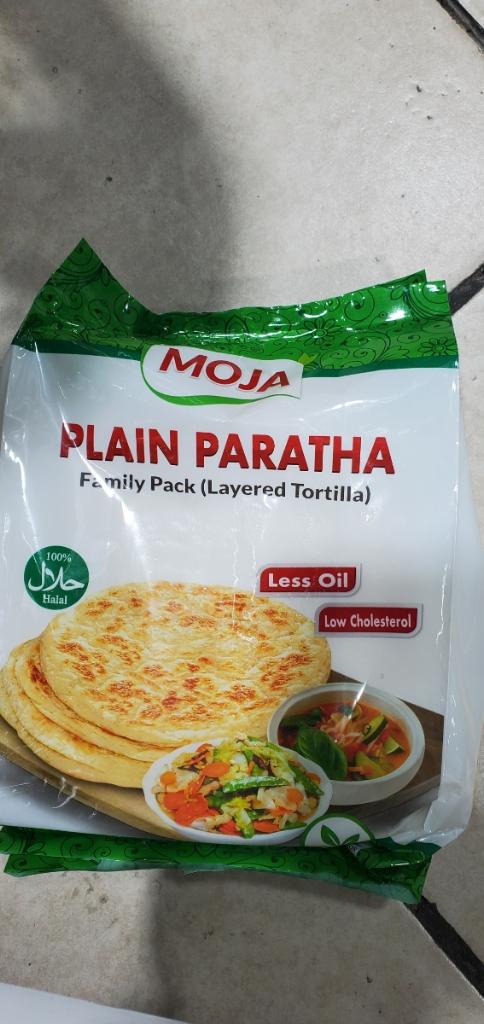 MOJA
PLAIN PARATHA
Family Pack (Layered Tortilla)
100%
حلال
Halal
Less Oil
Low Cholesterol